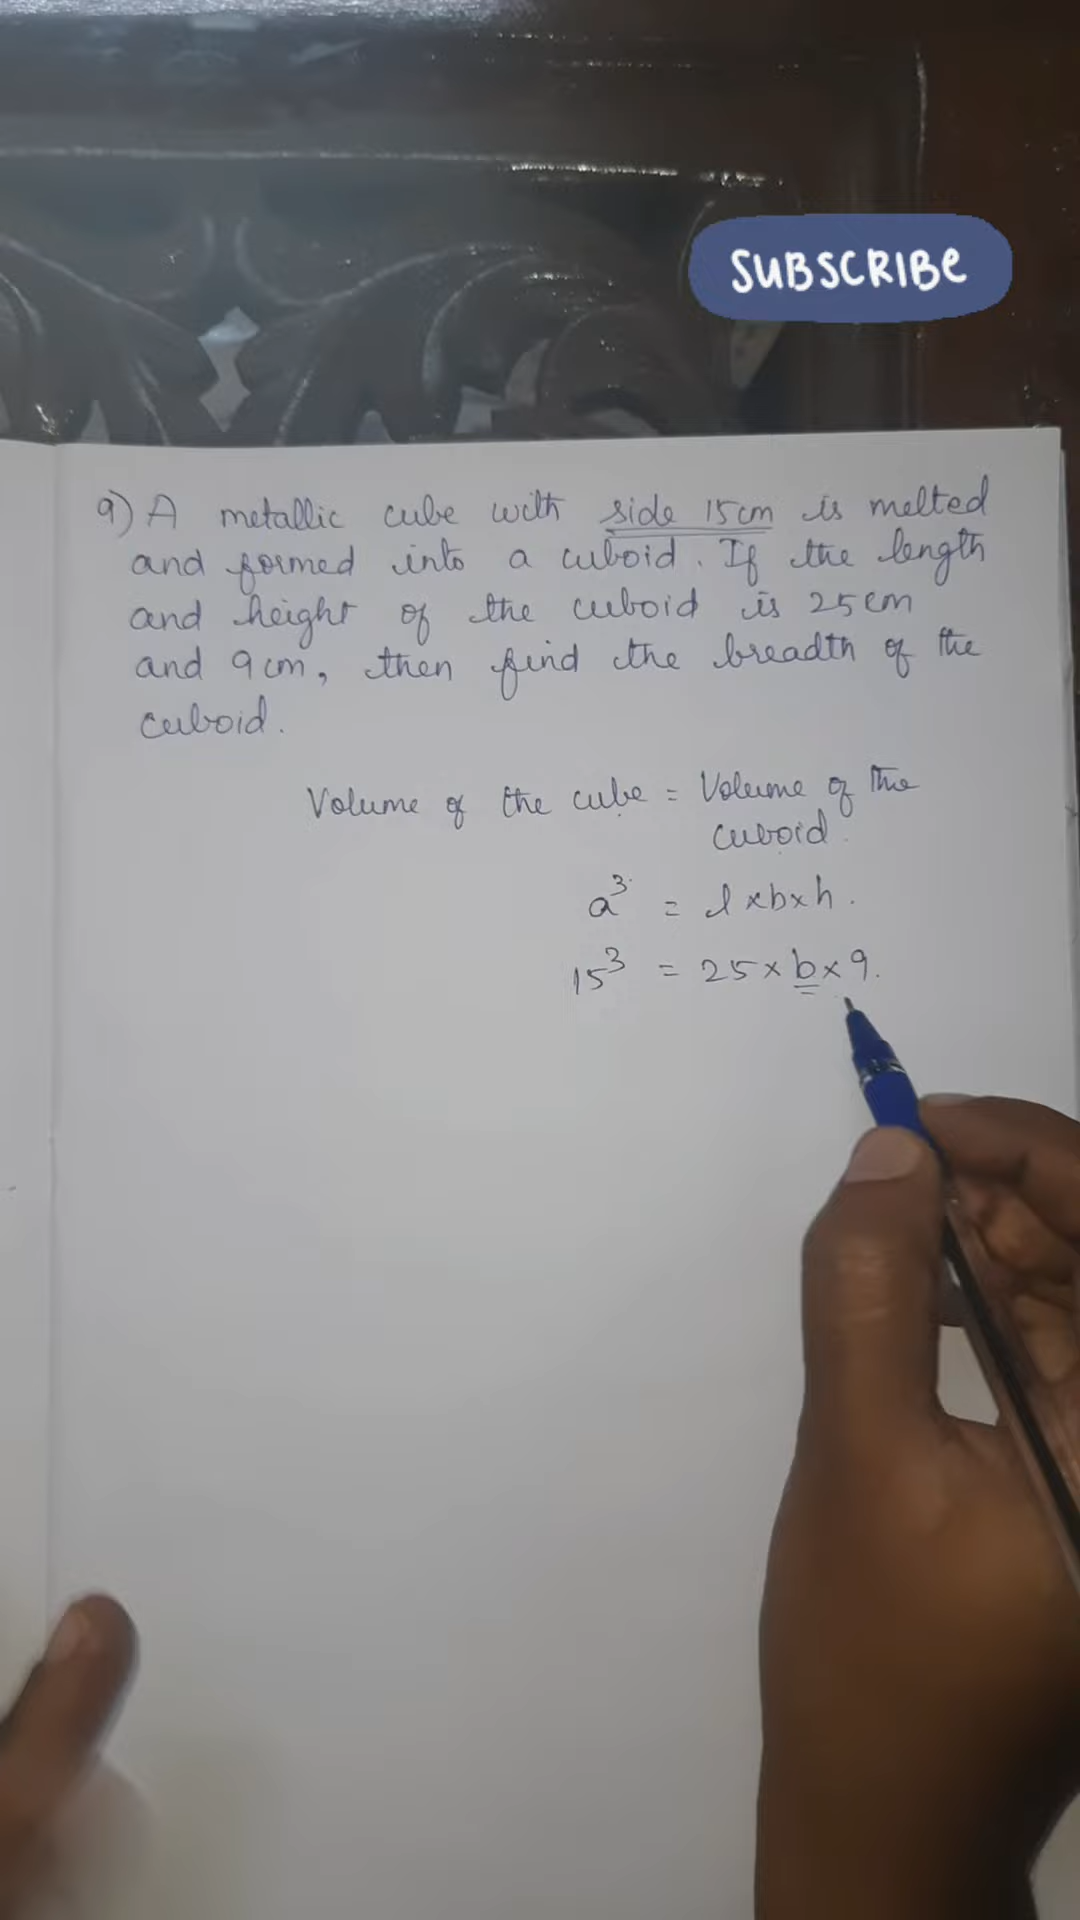 SUBSCRIBE
9) A metallic cube with side 15cm is melted
and formed into a cuboid. If the length
and height of the cuboid is 25cm
and 9cm, then find the breadth of the
cuboid.
Volume of the cube = Volume of the
cuboid.
a³ = l×b×h.
15³ = 25×b×9.